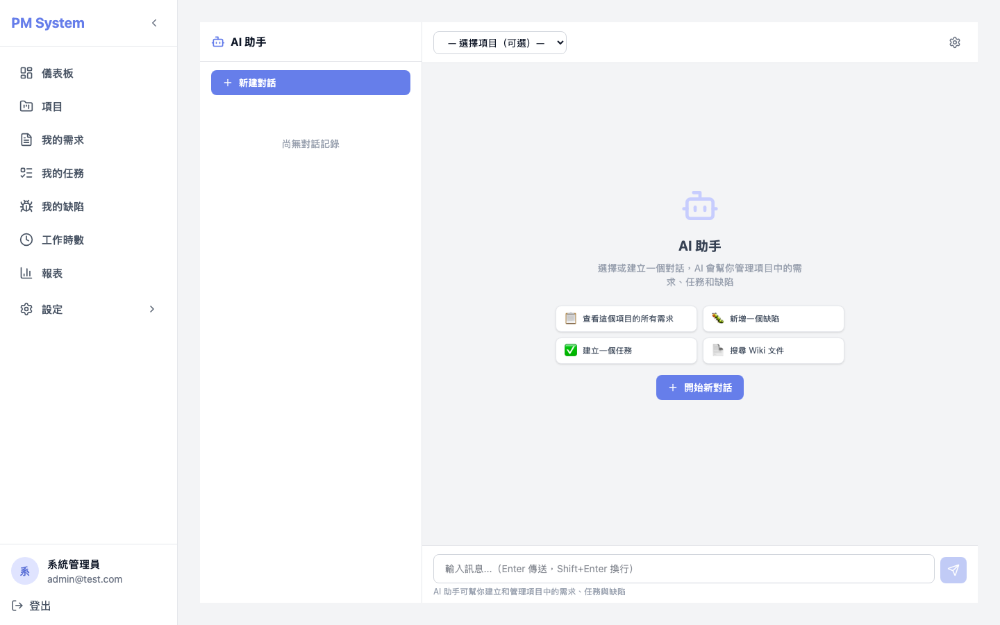 PM System
儀表板
項目
我的需求
我的任務
我的缺陷
工作時數
報表
設定
系
系統管理員
admin@test.com
登出
AI 助手
新建對話
尚無對話記錄
— 選擇項目（可選）—
AI 助手
選擇或建立一個對話，AI 會幫你管理項目中的需
求、任務和缺陷
查看這個項目的所有需求
新增一個缺陷
建立一個任務
搜尋 Wiki 文件
開始新對話
輸入訊息...（Enter 傳送，Shift+Enter 換行）
AI 助手可幫你建立和管理項目中的需求、任務與缺陷